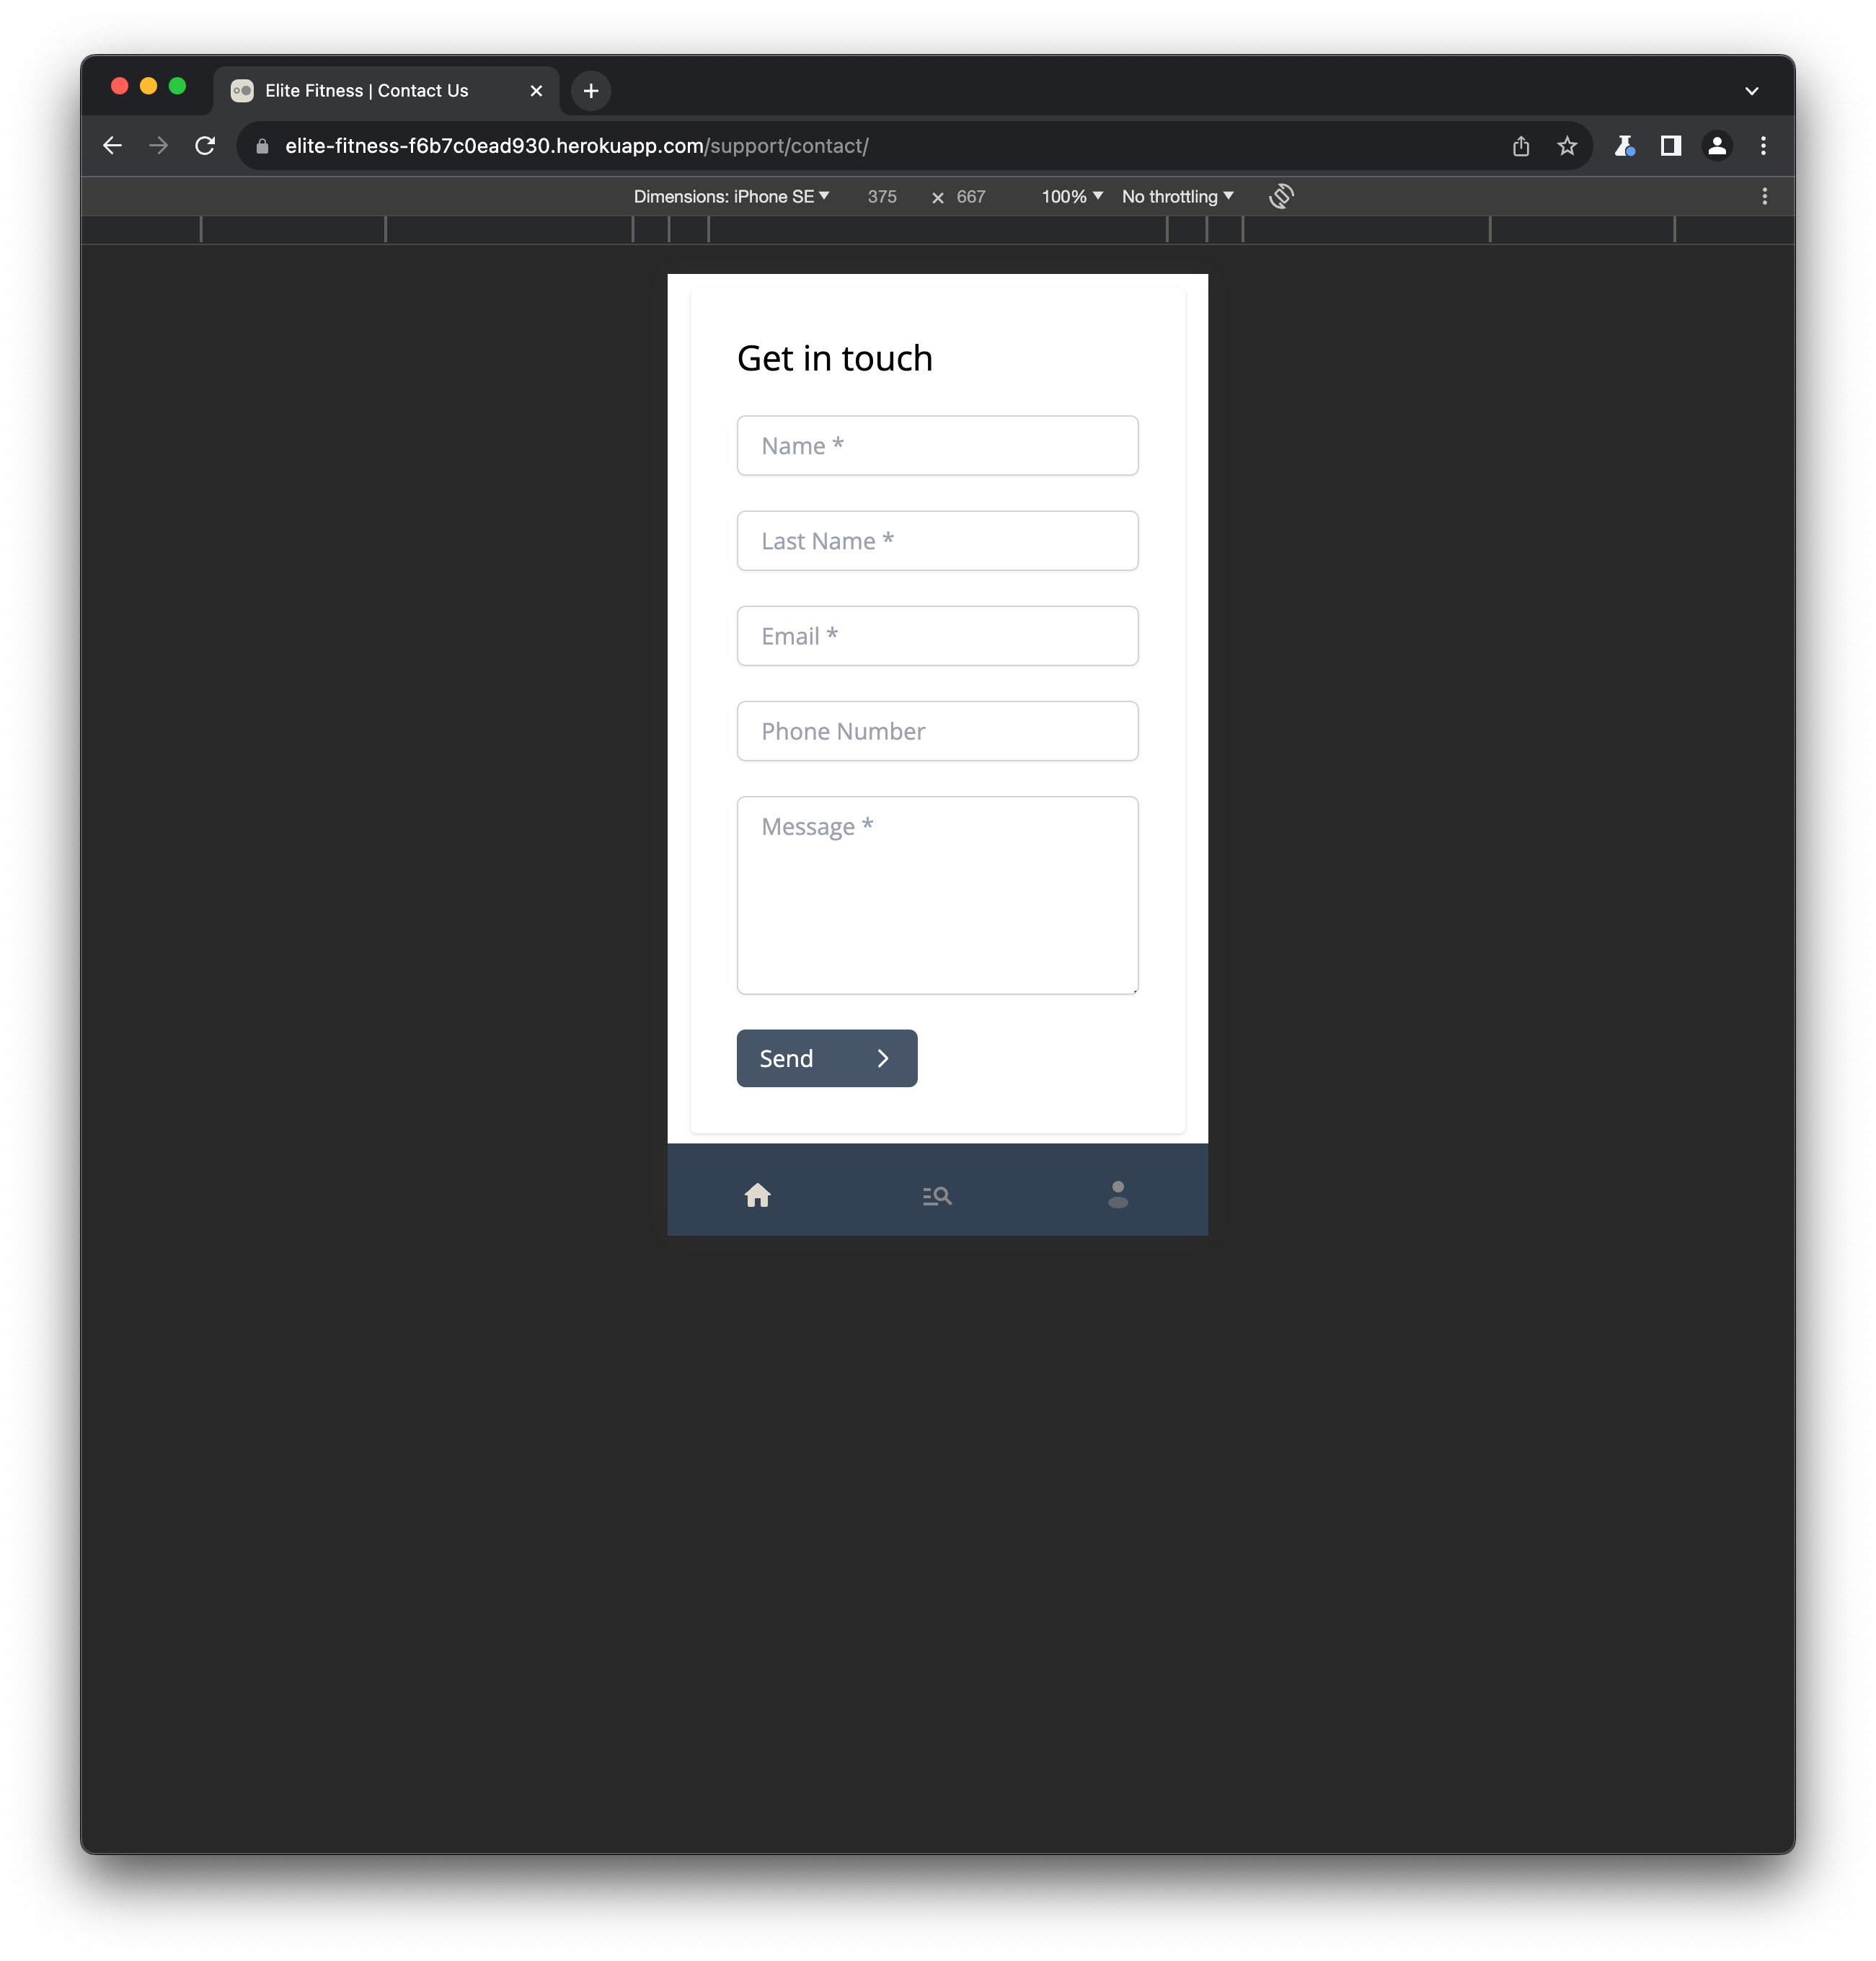 Elite Fitness | Contact Us
elite-fitness-f6b7c0ead930.herokuapp.com/support/contact/
Dimensions: iPhone SE 375 × 667 100% No throttling
Get in touch
Name *
Last Name *
Email *
Phone Number
Message *
Send